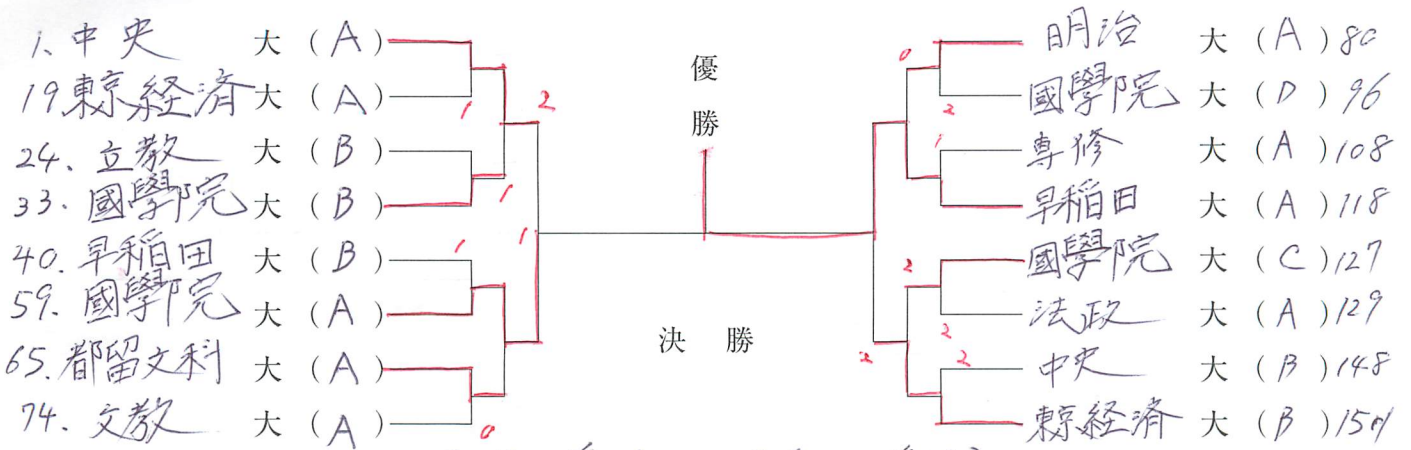 1. 中央 大 (A)
19 東京経済大 (A)
24. 立教 大 (B)
33. 國學院 大 (B)
40. 早稲田 大 (B)
59. 國學院 大 (A)
65. 都留文科 大 (A)
74. 文教 大 (A)
1
2
1
1
1
0
優勝
決 勝
0
2
1
2
2
2
2
明治 大 (A) 80
國學院 大 (D) 96
専修 大 (A) 108
早稲田 大 (A) 118
國學院 大 (C) 127
法政 大 (A) 129
中央 大 (B) 148
東京経済 大 (B)